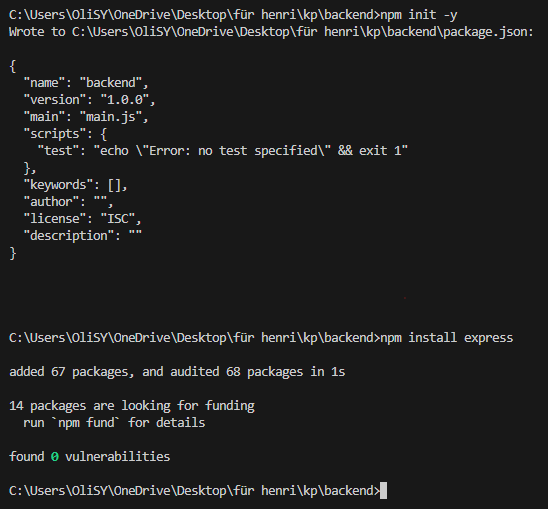 C:\Users\OliSY\OneDrive\Desktop\für henri\kp\backend>npm init -y
Wrote to C:\Users\OliSY\OneDrive\Desktop\für henri\kp\backend\package.json:
{
  "name": "backend",
  "version": "1.0.0",
  "main": "main.js",
  "scripts": {
    "test": "echo \"Error: no test specified\" && exit 1"
  },
  "keywords": [],
  "author": "",
  "license": "ISC",
  "description": ""
}
C:\Users\OliSY\OneDrive\Desktop\für henri\kp\backend>npm install express
added 67 packages, and audited 68 packages in 1s
14 packages are looking for funding
  run `npm fund` for details
found 0 vulnerabilities
C:\Users\OliSY\OneDrive\Desktop\für henri\kp\backend>